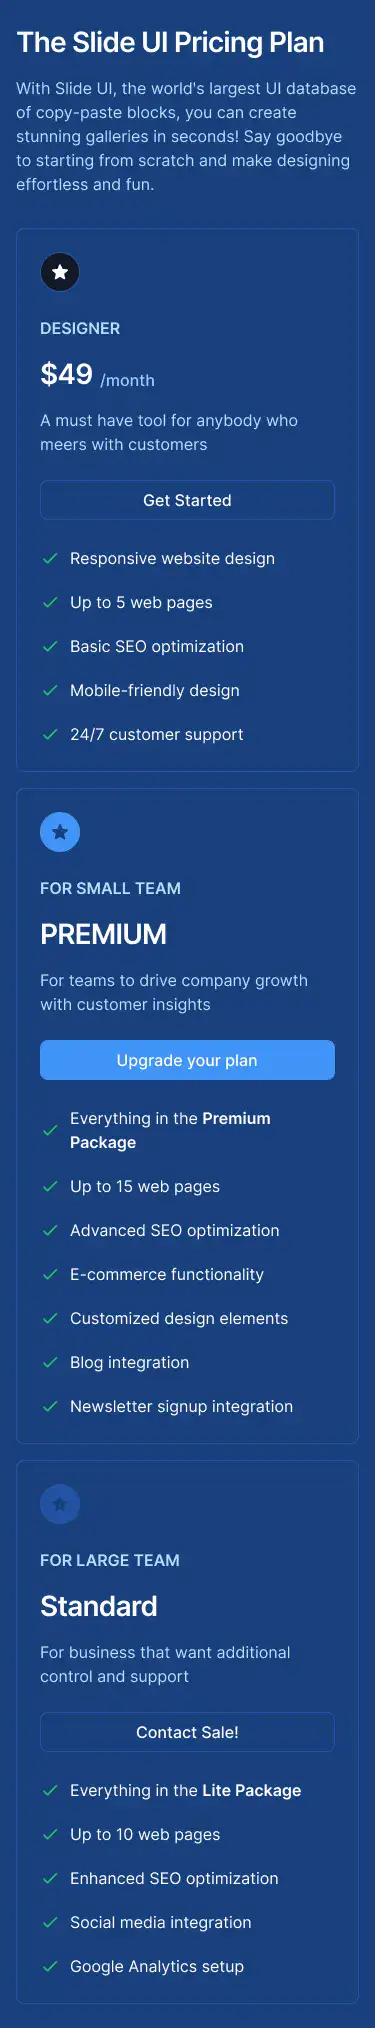 The Slide UI Pricing Plan
With Slide UI, the world's largest UI database
of copy-paste blocks, you can create
stunning galleries in seconds! Say goodbye
to starting from scratch and make designing
effortless and fun.
DESIGNER
$49 /month
A must have tool for anybody who
meers with customers
Get Started
Responsive website design
Up to 5 web pages
Basic SEO optimization
Mobile-friendly design
24/7 customer support
FOR SMALL TEAM
PREMIUM
For teams to drive company growth
with customer insights
Upgrade your plan
Everything in the Premium
Package
Up to 15 web pages
Advanced SEO optimization
E-commerce functionality
Customized design elements
Blog integration
Newsletter signup integration
FOR LARGE TEAM
Standard
For business that want additional
control and support
Contact Sale!
Everything in the Lite Package
Up to 10 web pages
Enhanced SEO optimization
Social media integration
Google Analytics setup